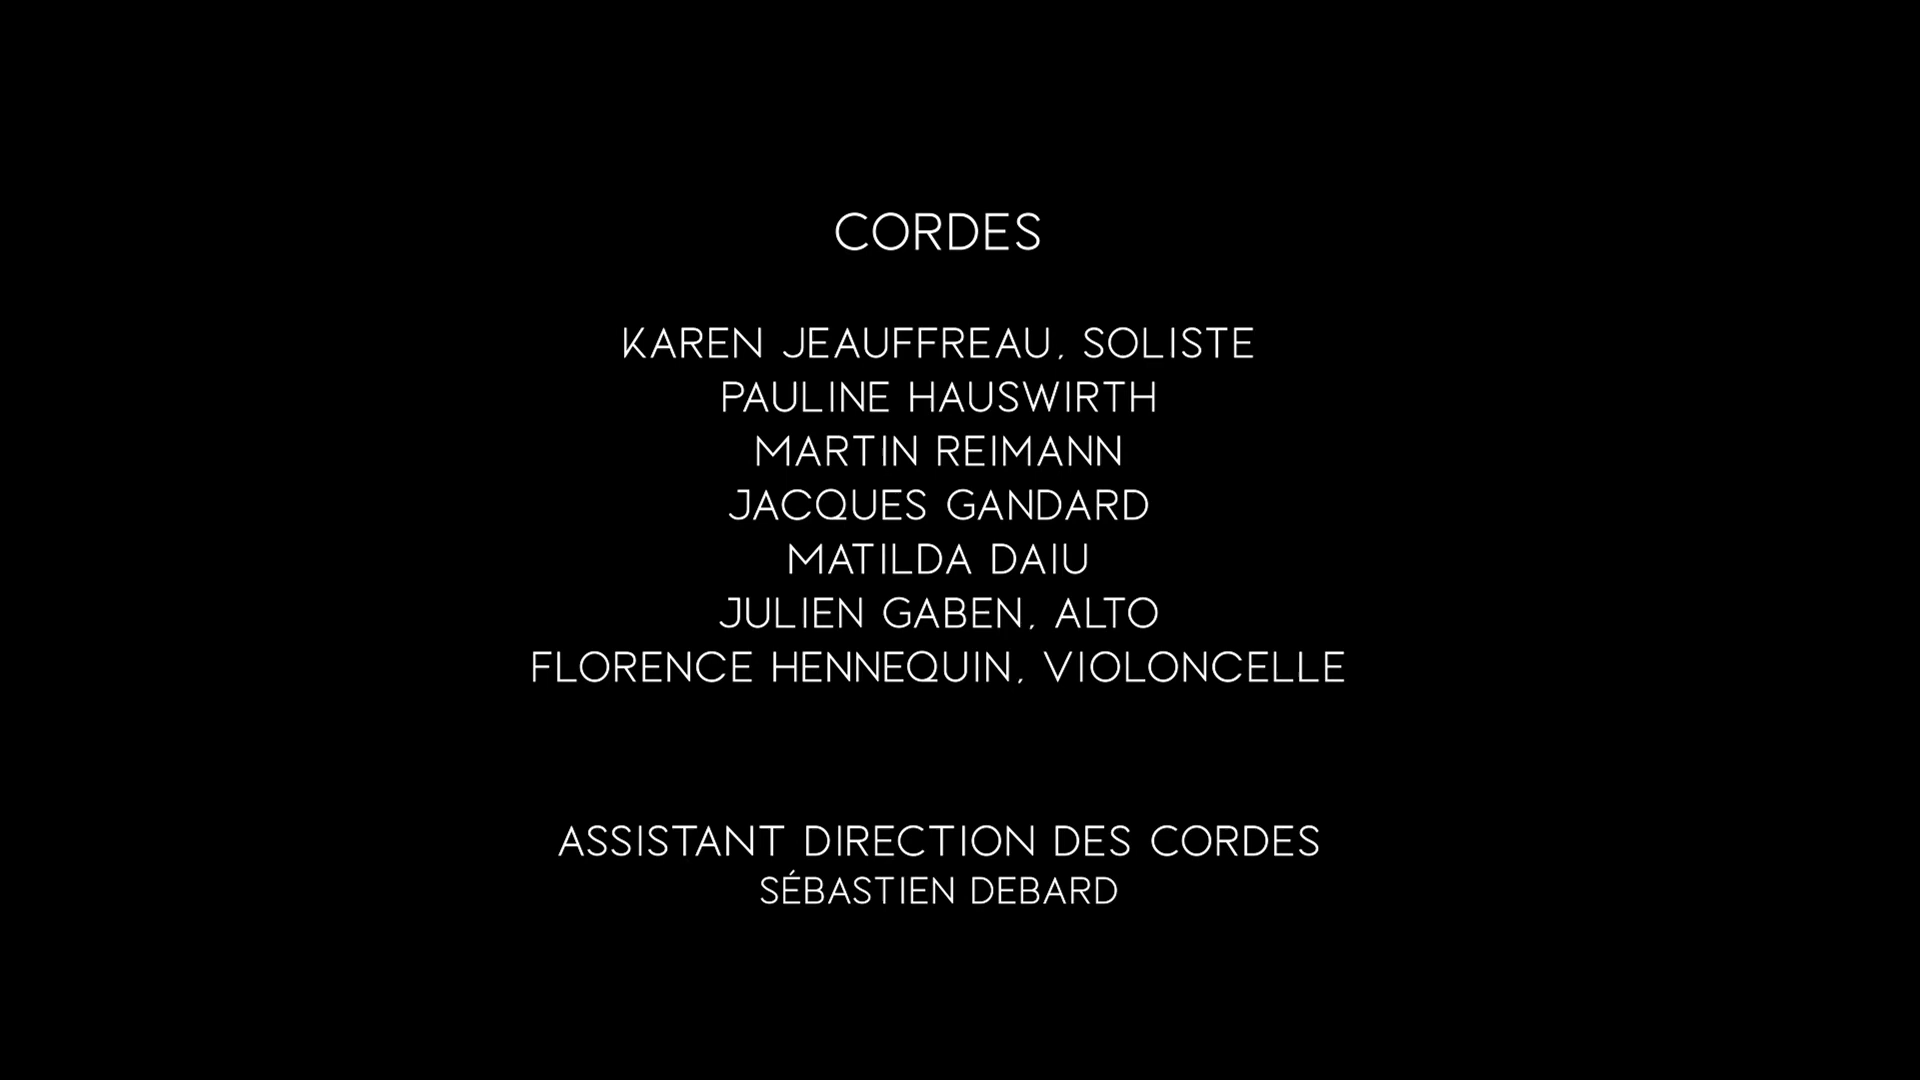 CORDES
KAREN JEAUFFREAU, SOLISTE
PAULINE HAUSWIRTH
MARTIN REIMANN
JACQUES GANDARD
MATILDA DAIU
JULIEN GABEN, ALTO
FLORENCE HENNEQUIN, VIOLONCELLE
ASSISTANT DIRECTION DES CORDES
SÉBASTIEN DEBARD